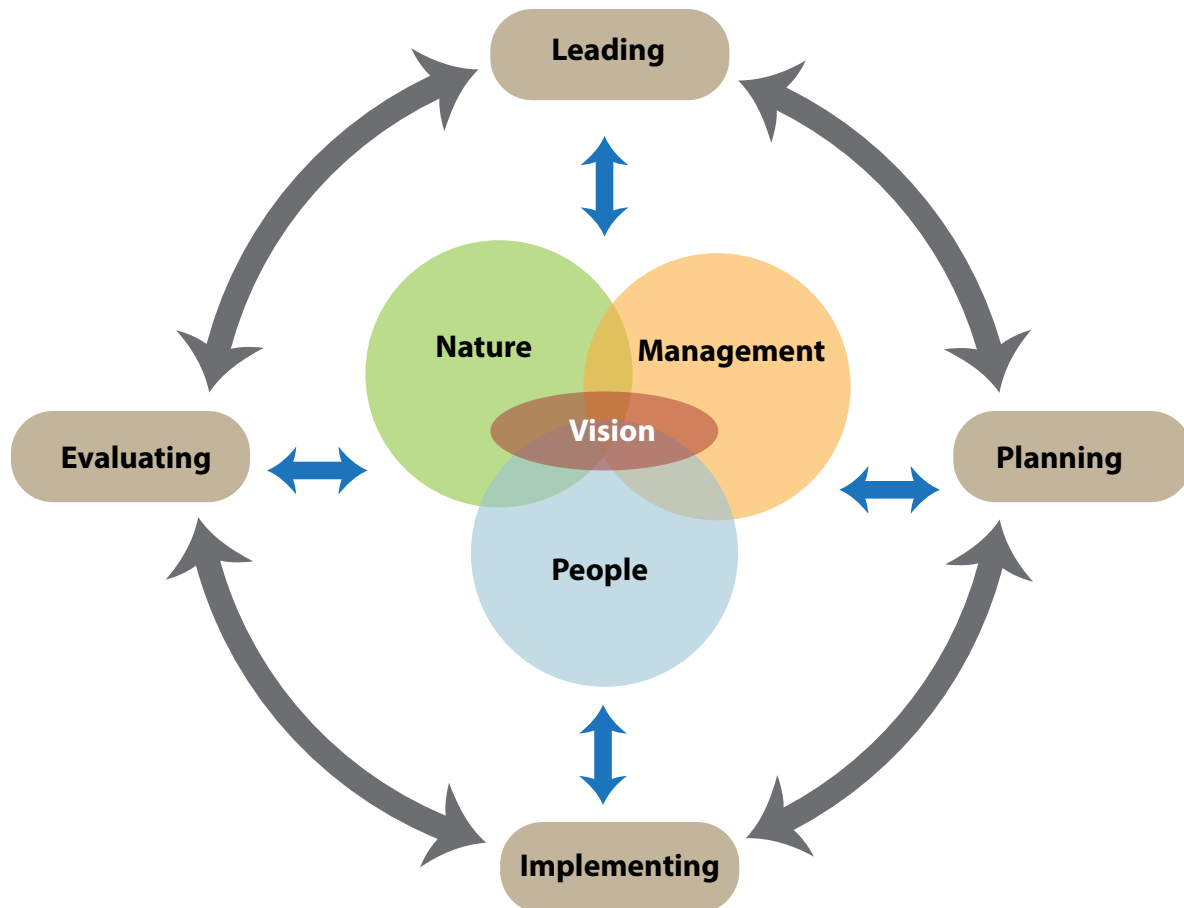 Leading
Nature
Management
Vision
Evaluating
Planning
People
Implementing